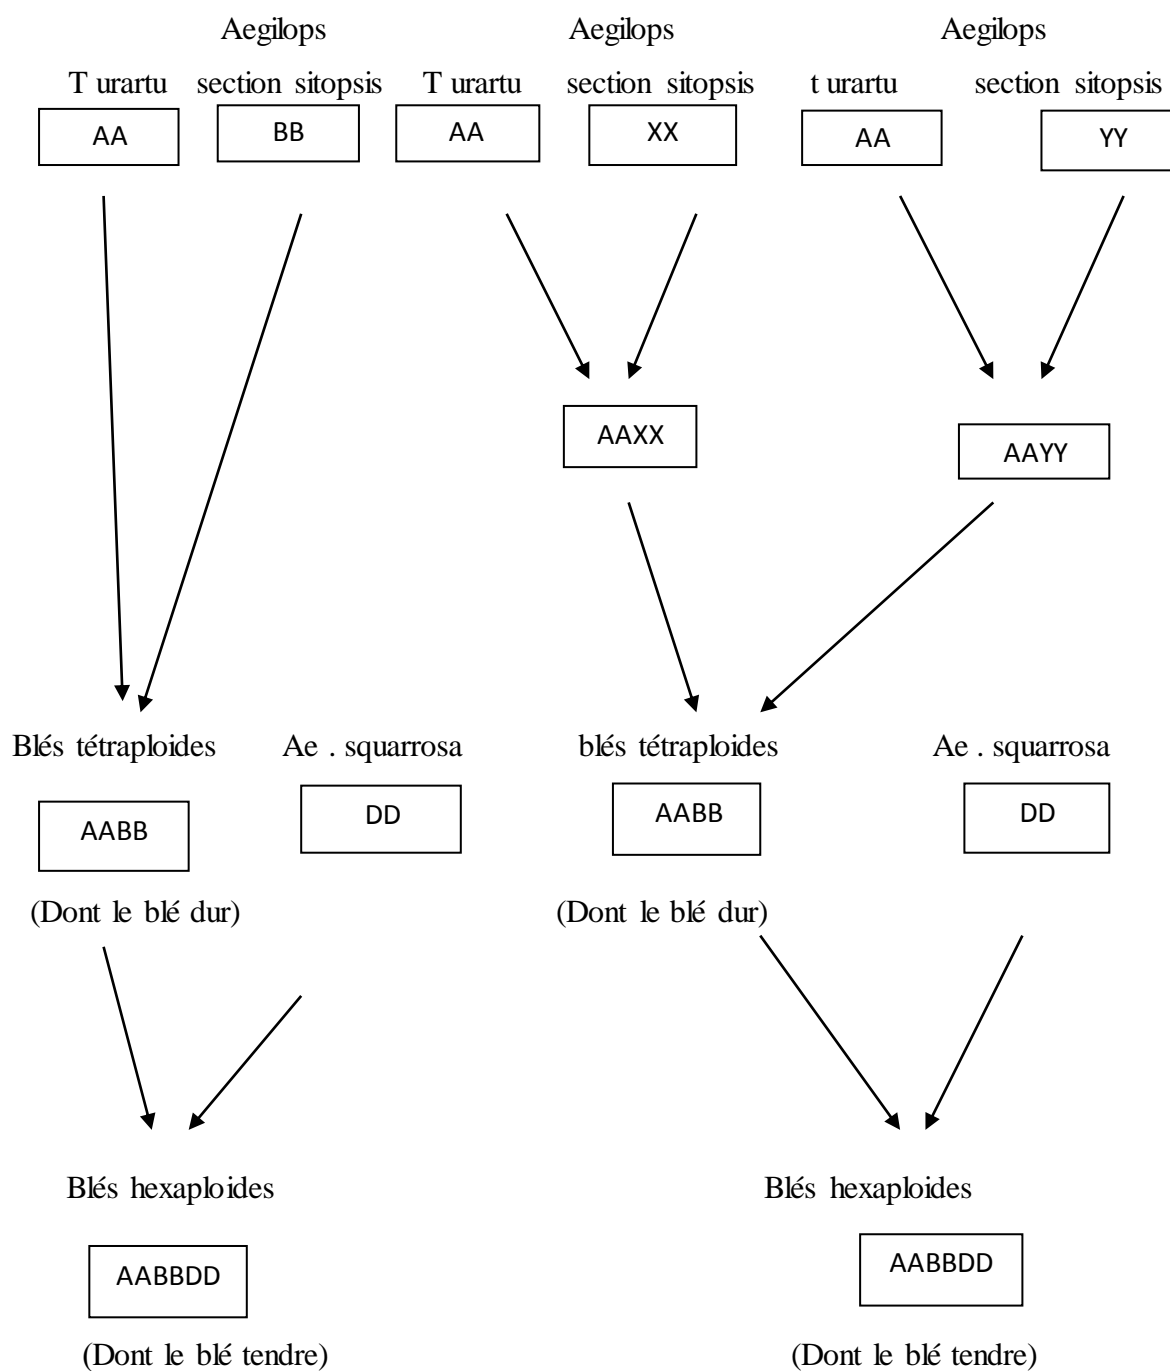 Aegilops Aegilops Aegilops
T urartu section sitopsis T urartu section sitopsis t urartu section sitopsis
AA BB AA XX AA YY
AAXX AAYY
Blés tétraploides Ae . squarrosa blés tétraploides Ae . squarrosa
AABB DD AABB DD
(Dont le blé dur) (Dont le blé dur)
Blés hexaploides Blés hexaploides
AABBDD AABBDD
(Dont le blé tendre) (Dont le blé tendre)